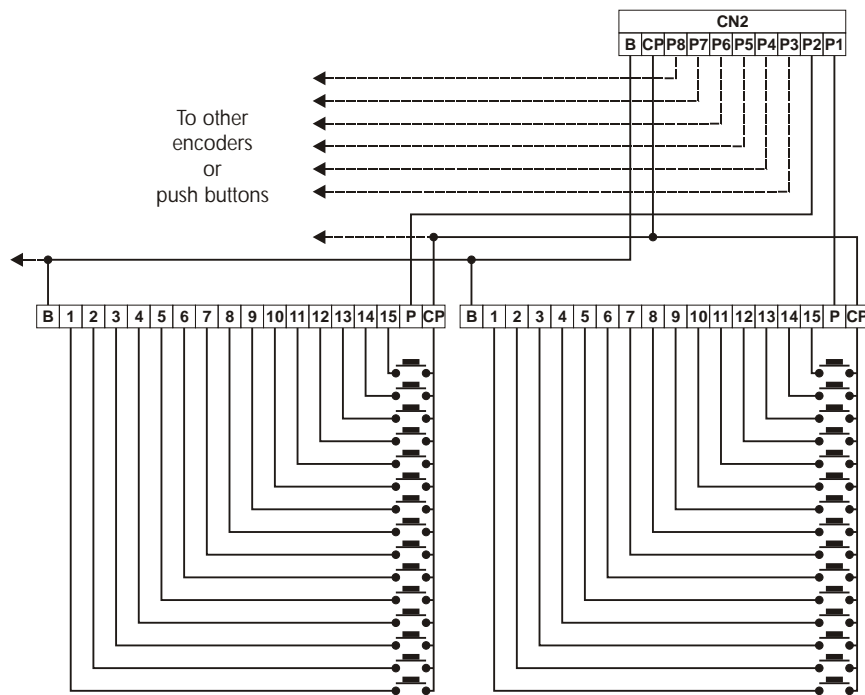 CN2
B CP P8 P7 P6 P5 P4 P3 P2 P1
To other
encoders
or
push buttons
B 1 2 3 4 5 6 7 8 9 10 11 12 13 14 15 P CP
B 1 2 3 4 5 6 7 8 9 10 11 12 13 14 15 P CP